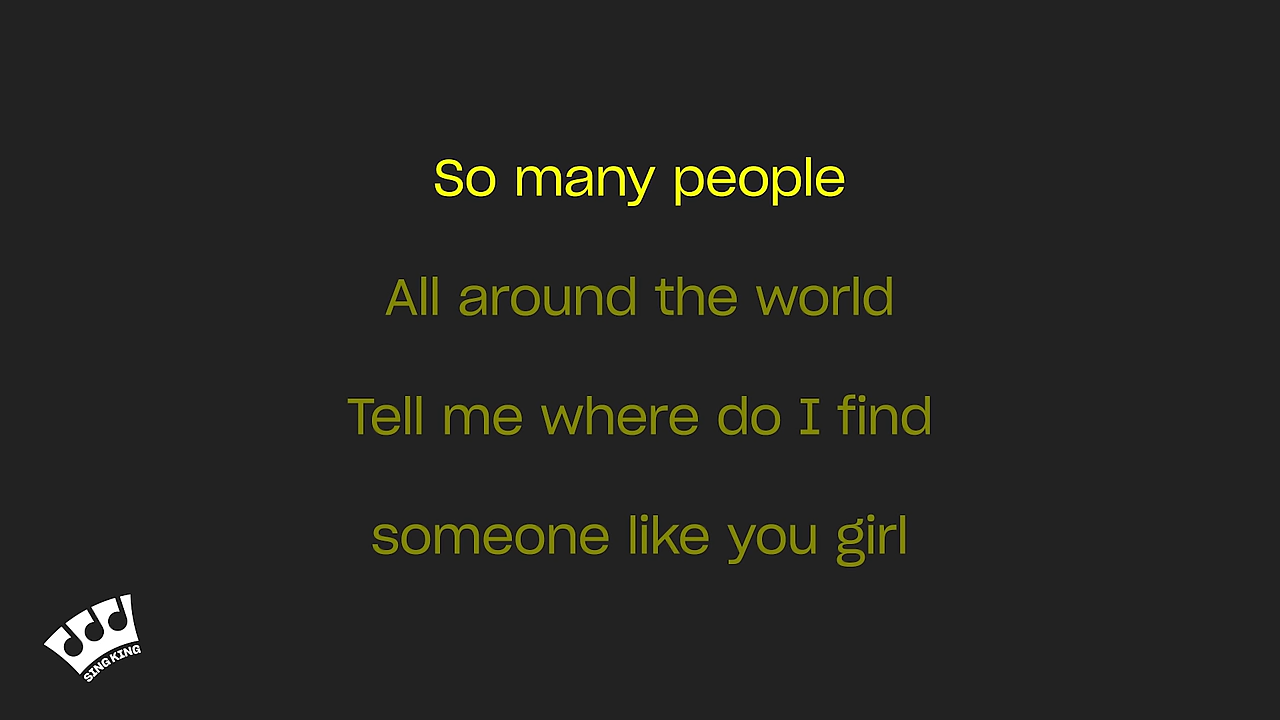 So many people
All around the world
Tell me where do I find
someone like you girl
SING KING